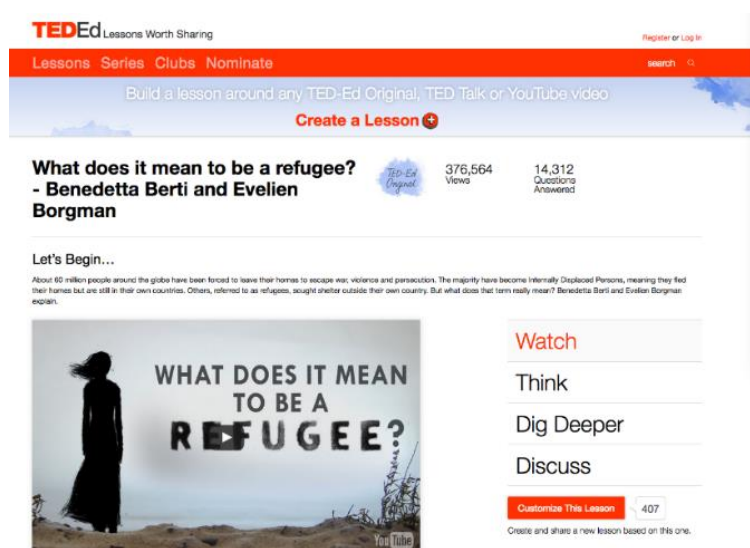 TEDEd Lessons Worth Sharing
Register or Log In
Lessons Series Clubs Nominate
search
Build a lesson around any TED-Ed Original, TED Talk or YouTube video
Create a Lesson
What does it mean to be a refugee?
- Benedetta Berti and Evelien
Borgman
TED-Ed
Original
376,564
Views
14,312
Questions
Answered
Let's Begin...
About 60 million people around the globe have been forced to leave their homes to escape war, violence and persecution. The majority have become Internally Displaced Persons, meaning they fled
their homes but are still in their own countries. Others, referred to as refugees, sought shelter outside their own country. But what does that term really mean? Benedetta Berti and Evelien Borgman
explain.
WHAT DOES IT MEAN
TO BE A
REFUGEE?
YouTube
Watch
Think
Dig Deeper
Discuss
Customize This Lesson
407
Create and share a new lesson based on this one.